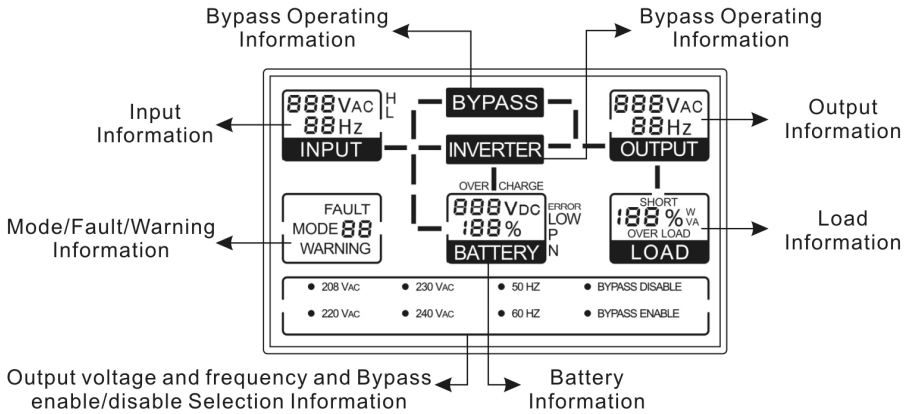 Bypass Operating
Information
Bypass Operating
Information
Input
Information
888VAC
88Hz
H
L
INPUT
BYPASS
INVERTER
888VAC
88Hz
OUTPUT
Output
Information
Mode/Fault/Warning
Information
FAULT
MODE 88
WARNING
OVER CHARGE
888VDC
188%
BATTERY
ERROR
LOW
P
N
SHORT
188% W
VA
OVER LOAD
LOAD
Load
Information
• 208 VAC • 230 VAC • 50 HZ • BYPASS DISABLE
• 220 VAC • 240 VAC • 60 HZ • BYPASS ENABLE
Output voltage and frequency and Bypass
enable/disable Selection Information
Battery
Information